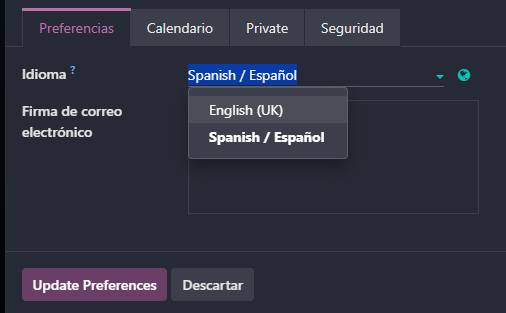 Preferencias Calendario Private Seguridad
Idioma ? Spanish / Español
English (UK)
Spanish / Español
Firma de correo
electrónico
Update Preferences Descartar